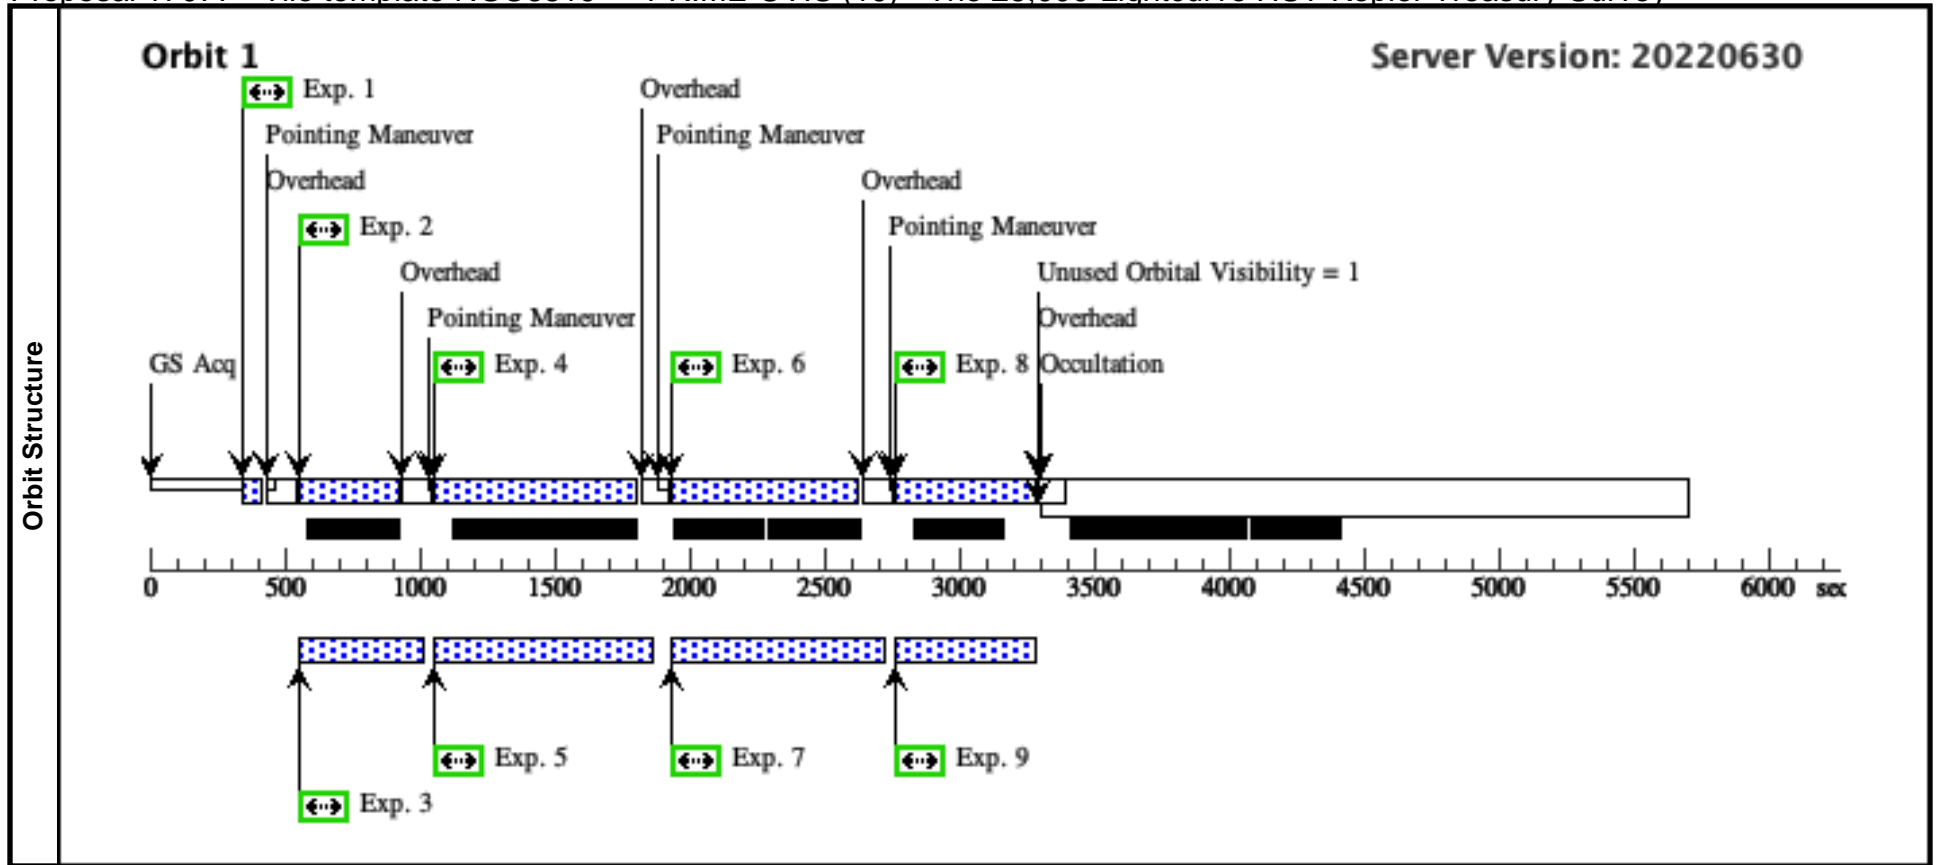 Orbit 1
Server Version: 20220630
Exp. 1
Overhead
Pointing Maneuver
Pointing Maneuver
Overhead
Overhead
Exp. 2
Pointing Maneuver
Overhead
Unused Orbital Visibility = 1
Pointing Maneuver
Overhead
GS Acq
Exp. 4
Exp. 6
Exp. 8
Occultation
Orbit Structure
0 500 1000 1500 2000 2500 3000 3500 4000 4500 5000 5500 6000 sec
Exp. 5
Exp. 7
Exp. 9
Exp. 3